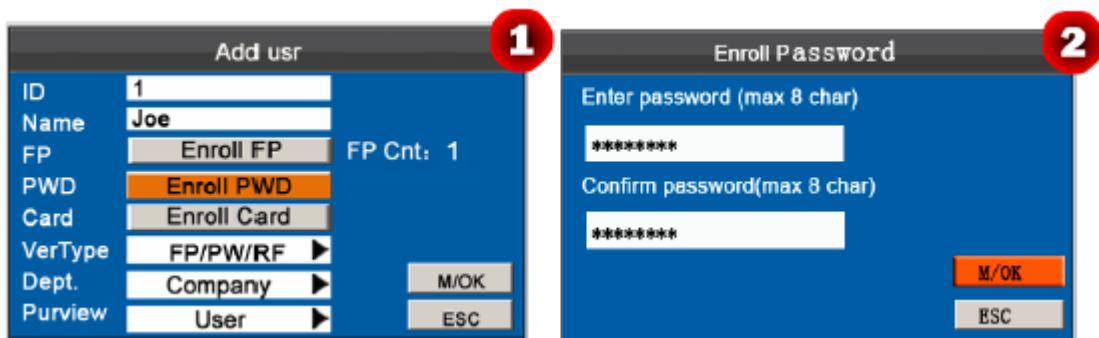 Add usr
1
ID 1
Name Joe
FP Enroll FP FP Cnt: 1
PWD Enroll PWD
Card Enroll Card
VerType FP/PW/RF
Dept. Company M/OK
Purview User ESC
Enroll Password
2
Enter password (max 8 char)
********
Confirm password(max 8 char)
********
M/OK
ESC